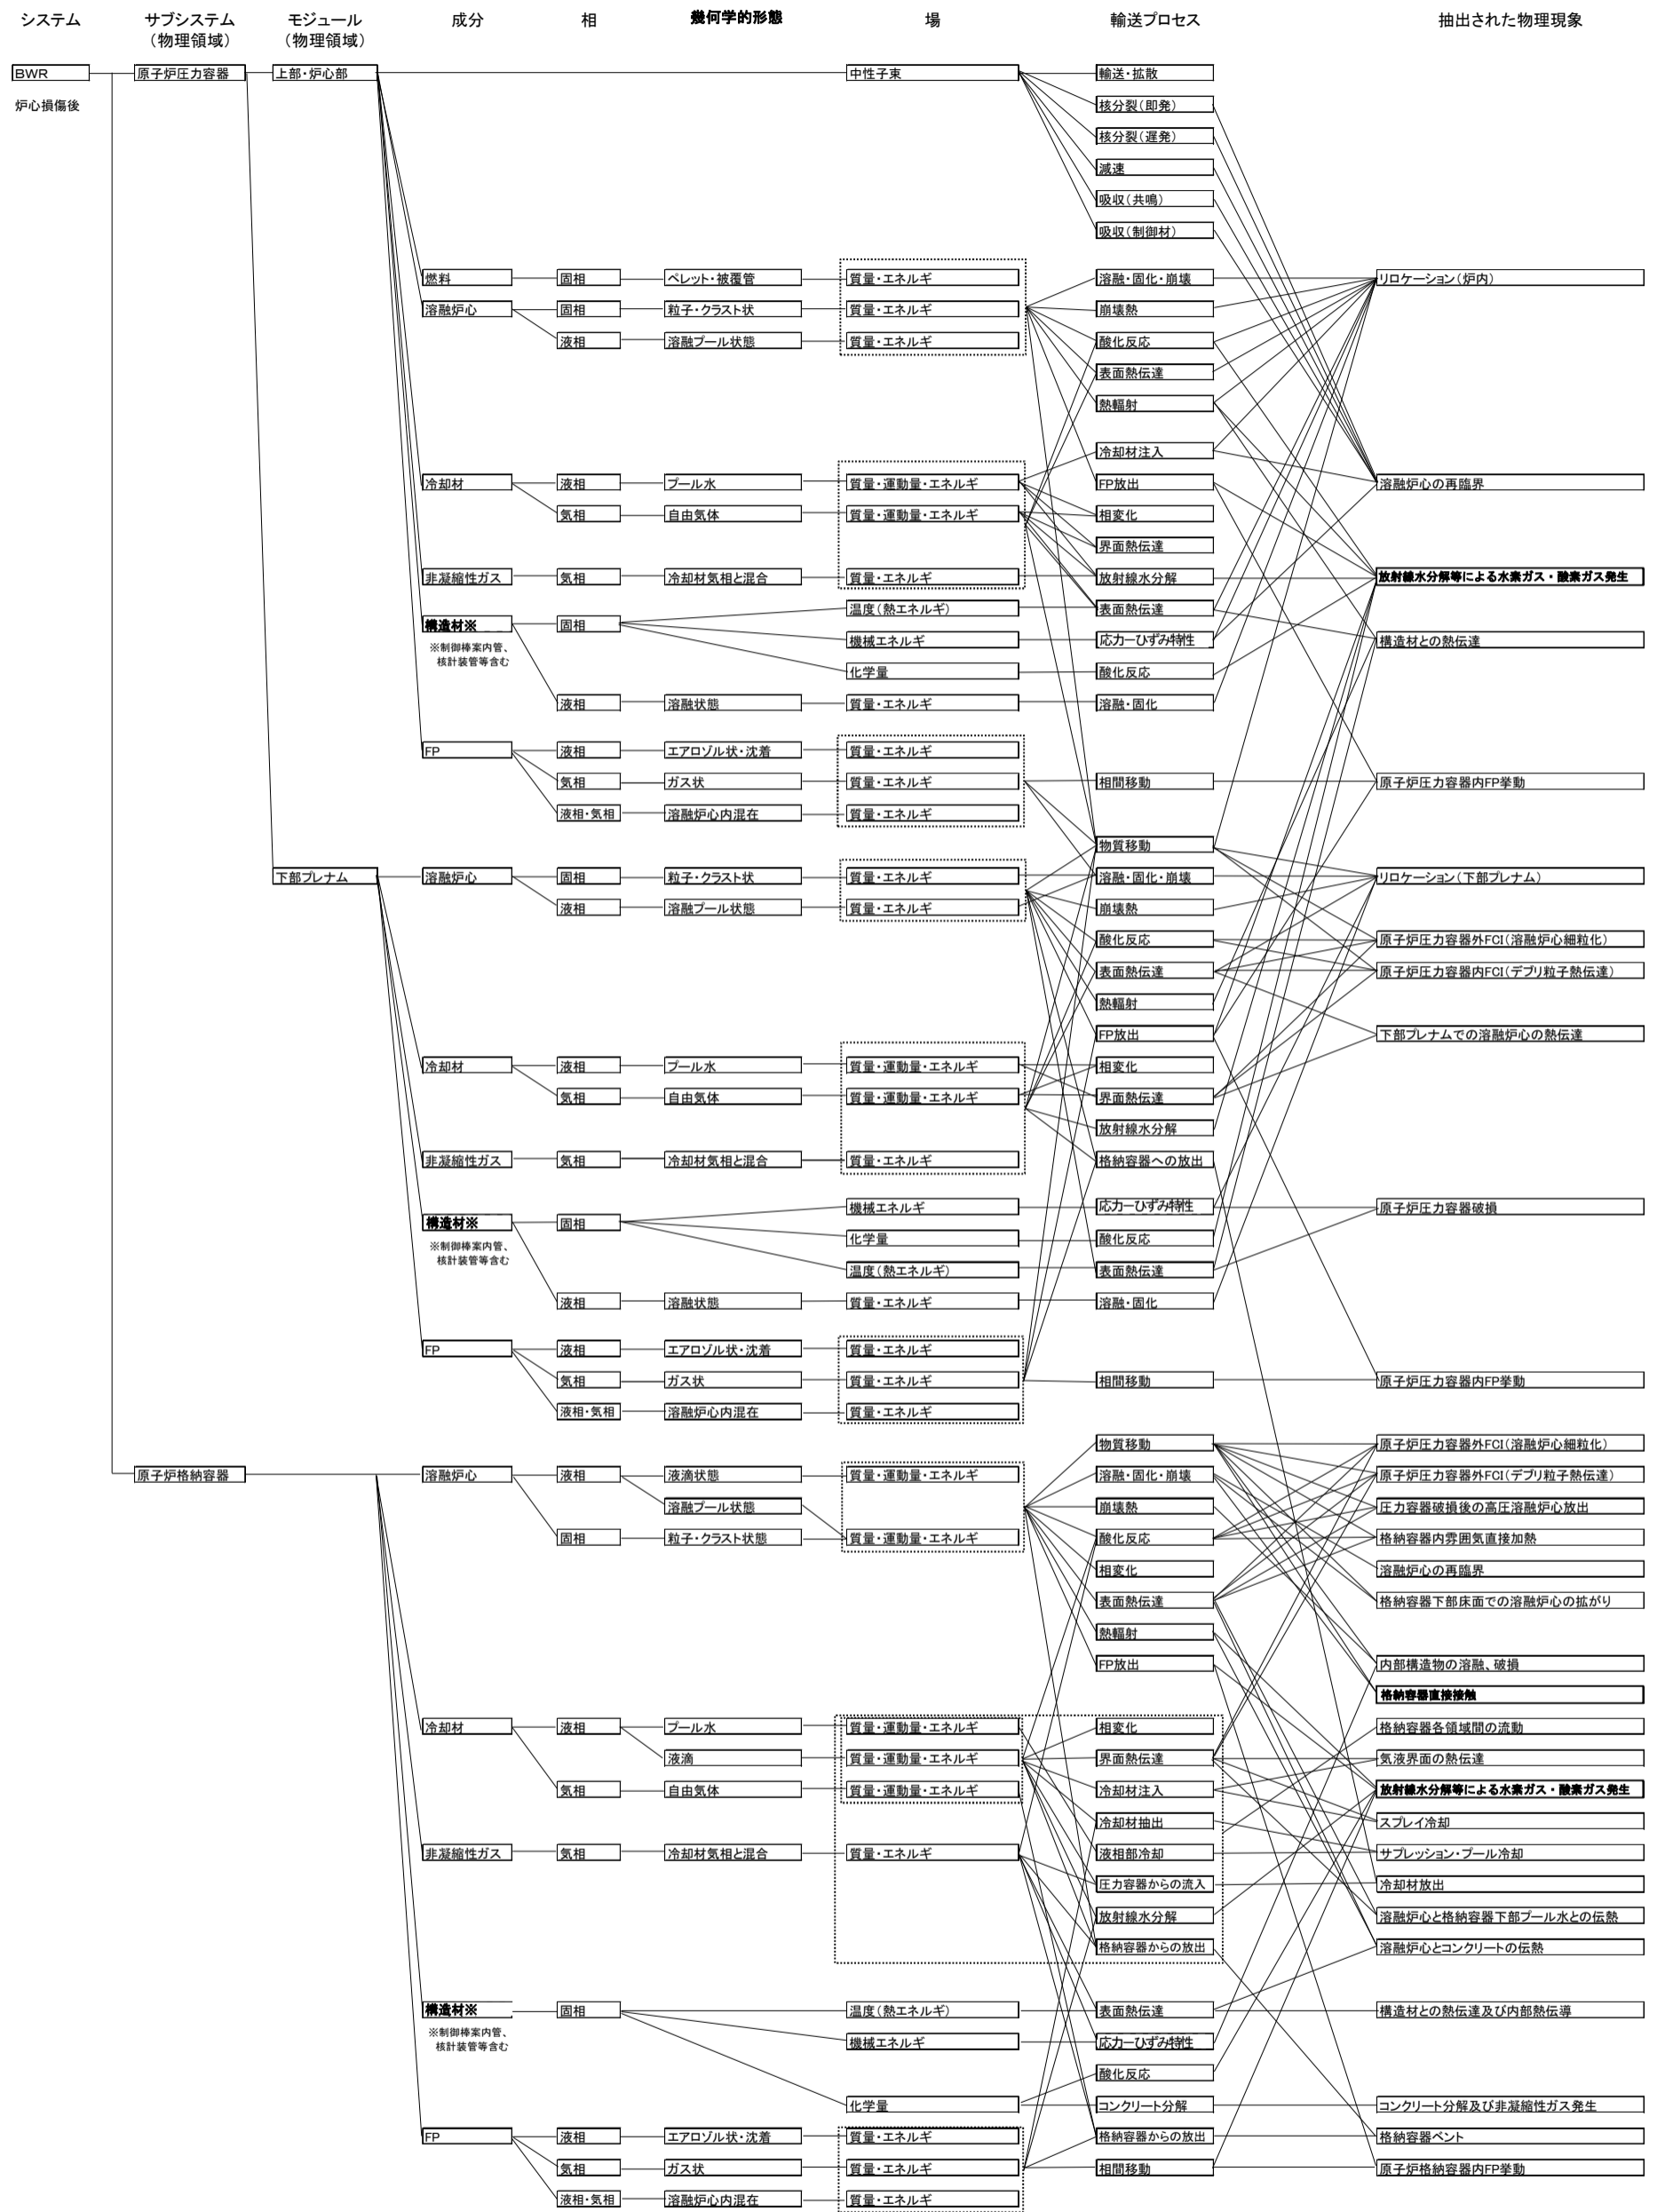 システム
サブシステム
（物理領域）
モジュール
（物理領域）
成分
相
幾何学的形態
場
輸送プロセス
抽出された物理現象
BWR
原子炉圧力容器
上部・炉心部
中性子束
輸送・拡散
炉心損傷後
核分裂（即発）
核分裂（遅発）
減速
吸収（共鳴）
吸収（制御材）
燃料
固相
ペレット・被覆管
質量・エネルギ
溶融・固化・崩壊
リロケーション（炉内）
溶融炉心
固相
粒子・クラスト状
質量・エネルギ
崩壊熱
液相
溶融プール状態
質量・エネルギ
酸化反応
表面熱伝達
熱輻射
冷却材注入
冷却材
液相
プール水
質量・運動量・エネルギ
FP放出
溶融炉心の再臨界
気相
自由気体
質量・運動量・エネルギ
相変化
界面熱伝達
非凝縮性ガス
気相
冷却材気相と混合
質量・エネルギ
放射線水分解
放射線水分解等による水素ガス・酸素ガス発生
温度（熱エネルギ）
表面熱伝達
構造材※
固相
機械エネルギ
応力ーひずみ特性
構造材との熱伝達
※制御棒案内管、
核計装管等含む
化学量
酸化反応
液相
溶融状態
質量・エネルギ
溶融・固化
FP
液相
エアロゾル状・沈着
質量・エネルギ
気相
ガス状
質量・エネルギ
相間移動
原子炉圧力容器内FP挙動
液相・気相
溶融炉心内混在
質量・エネルギ
物質移動
下部プレナム
溶融炉心
固相
粒子・クラスト状
質量・エネルギ
溶融・固化・崩壊
リロケーション（下部プレナム）
液相
溶融プール状態
質量・エネルギ
崩壊熱
酸化反応
原子炉圧力容器外FCI（溶融炉心細粒化）
表面熱伝達
原子炉圧力容器内FCI（デブリ粒子熱伝達）
熱輻射
FP放出
下部プレナムでの溶融炉心の熱伝達
冷却材
液相
プール水
質量・運動量・エネルギ
相変化
気相
自由気体
質量・運動量・エネルギ
界面熱伝達
放射線水分解
非凝縮性ガス
気相
冷却材気相と混合
質量・エネルギ
格納容器への放出
機械エネルギ
応力ーひずみ特性
原子炉圧力容器破損
構造材※
固相
化学量
酸化反応
※制御棒案内管、
核計装管等含む
温度（熱エネルギ）
表面熱伝達
液相
溶融状態
質量・エネルギ
溶融・固化
FP
液相
エアロゾル状・沈着
質量・エネルギ
気相
ガス状
質量・エネルギ
相間移動
原子炉圧力容器内FP挙動
液相・気相
溶融炉心内混在
質量・エネルギ
物質移動
原子炉圧力容器外FCI（溶融炉心細粒化）
原子炉格納容器
溶融炉心
液相
液滴状態
質量・運動量・エネルギ
溶融・固化・崩壊
原子炉圧力容器外FCI（デブリ粒子熱伝達）
溶融プール状態
崩壊熱
圧力容器破損後の高圧溶融炉心放出
固相
粒子・クラスト状態
質量・運動量・エネルギ
酸化反応
格納容器内雰囲気直接加熱
相変化
溶融炉心の再臨界
表面熱伝達
格納容器下部床面での溶融炉心の拡がり
熱輻射
FP放出
内部構造物の溶融、破損
格納容器直接接触
冷却材
液相
プール水
質量・運動量・エネルギ
相変化
格納容器各領域間の流動
液滴
質量・運動量・エネルギ
界面熱伝達
気液界面の熱伝達
気相
自由気体
質量・運動量・エネルギ
冷却材注入
放射線水分解等による水素ガス・酸素ガス発生
冷却材抽出
スプレイ冷却
非凝縮性ガス
気相
冷却材気相と混合
質量・エネルギ
液相部冷却
サプレッション・プール冷却
圧力容器からの流入
冷却材放出
放射線水分解
溶融炉心と格納容器下部プール水との伝熱
格納容器からの放出
溶融炉心とコンクリートの伝熱
構造材※
固相
温度（熱エネルギ）
表面熱伝達
構造材との熱伝達及び内部熱伝導
※制御棒案内管、
核計装管等含む
機械エネルギ
応力ーひずみ特性
酸化反応
化学量
コンクリート分解
コンクリート分解及び非凝縮性ガス発生
FP
液相
エアロゾル状・沈着
質量・エネルギ
格納容器からの放出
格納容器ベント
気相
ガス状
質量・エネルギ
相間移動
原子炉格納容器内FP挙動
液相・気相
溶融炉心内混在
質量・エネルギ